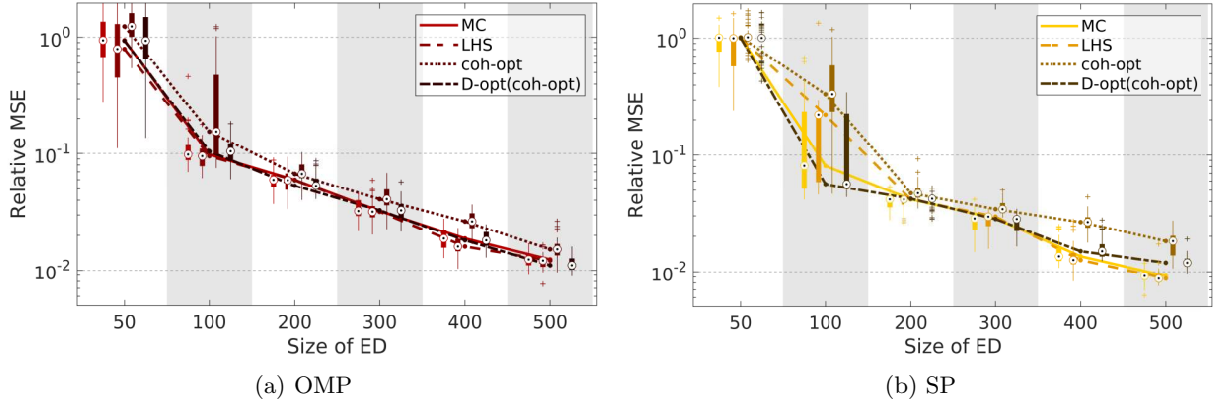 10^0
10^-1
10^-2
Relative MSE
50 100 200 300 400 500
Size of ED
MC
LHS
coh-opt
D-opt(coh-opt)
(a) OMP
10^0
10^-1
10^-2
Relative MSE
50 100 200 300 400 500
Size of ED
MC
LHS
coh-opt
D-opt(coh-opt)
(b) SP